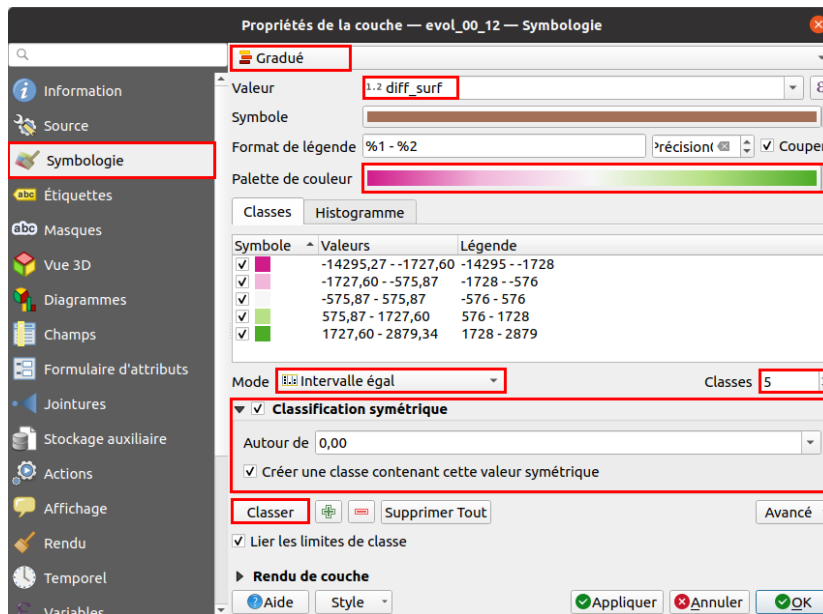 Propriétés de la couche — evol_00_12 — Symbologie
Information
Source
Symbologie
Étiquettes
Masques
Vue 3D
Diagrammes
Champs
Formulaire d'attributs
Jointures
Stockage auxiliaire
Actions
Affichage
Rendu
Temporel
Variables
Gradué
Valeur 1.2 diff_surf
Symbole
Format de légende %1 - %2 Précision( Couper
Palette de couleur
Classes Histogramme
Symbole Valeurs Légende
-14295,27 - -1727,60 -14295 - -1728
-1727,60 - -575,87 -1728 - -576
-575,87 - 575,87 -576 - 576
575,87 - 1727,60 576 - 1728
1727,60 - 2879,34 1728 - 2879
Mode Intervalle égal Classes 5
Classification symétrique
Autour de 0,00
Créer une classe contenant cette valeur symétrique
Classer Supprimer Tout Avancé
Lier les limites de classe
Rendu de couche
Aide Style Appliquer Annuler OK